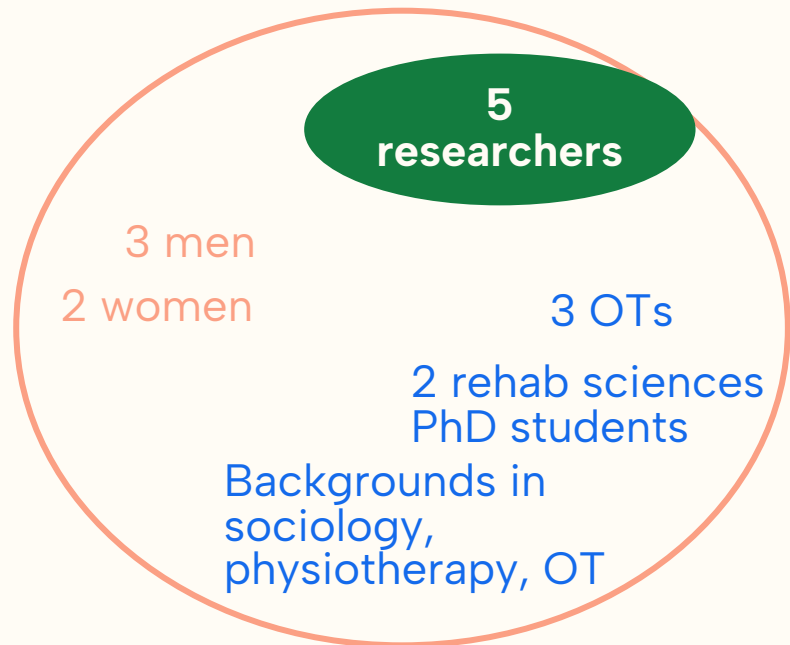 5
researchers
3 men
2 women
3 OTs
2 rehab sciences
PhD students
Backgrounds in
sociology,
physiotherapy, OT